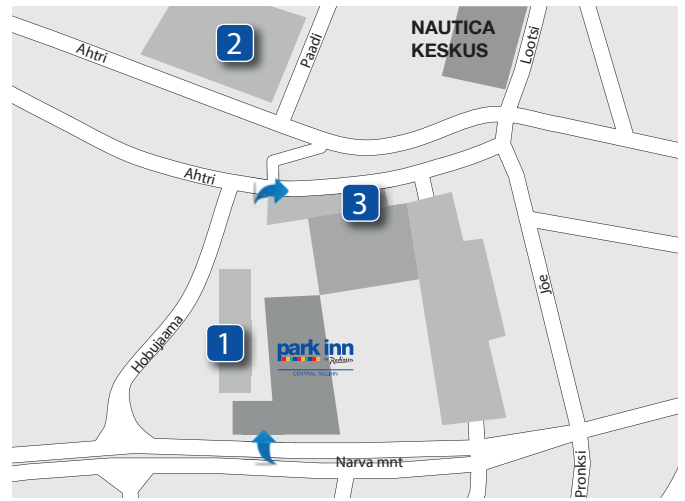 2
NAUTICA
KESKUS
Ahtri
Paadi
Lootsi
Ahtri
3
Hobujaama
1
park inn
by Radisson
CENTRAL TALLINN
Jõe
Narva mnt
Pronksi